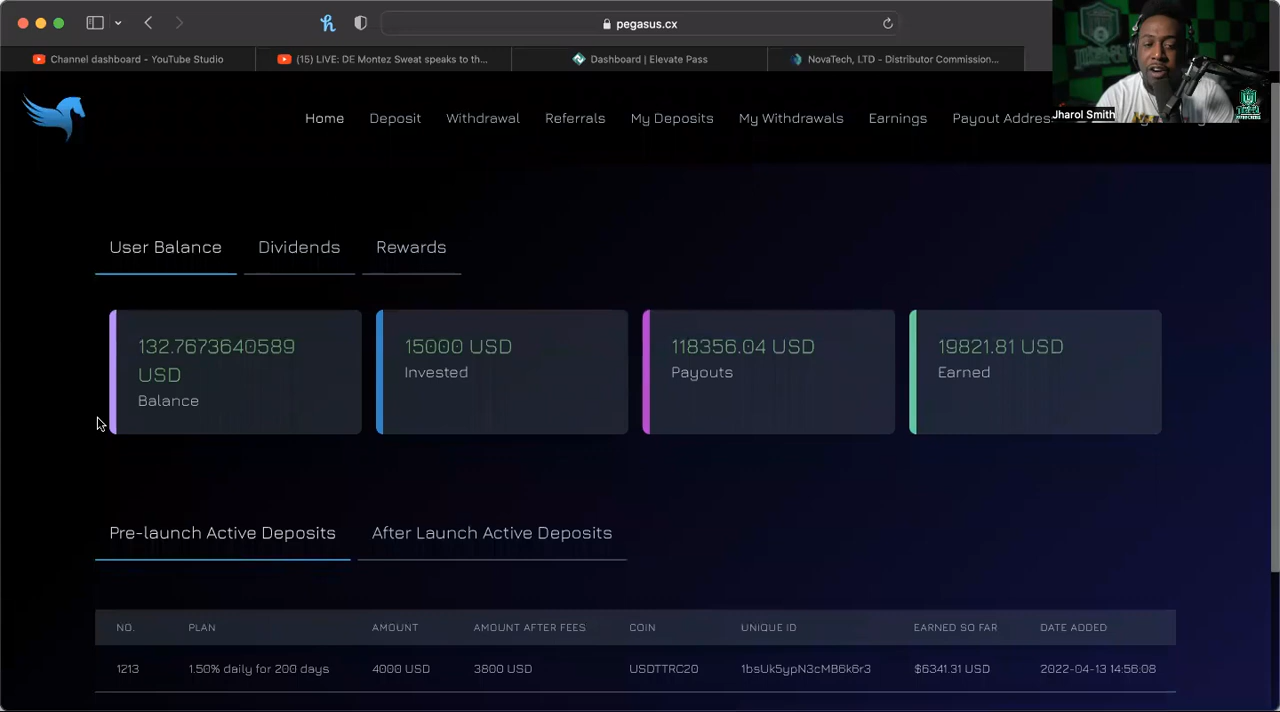 pegasus.cx
Channel dashboard - YouTube Studio
(15) LIVE: DE Montez Sweat speaks to th...
Dashboard | Elevate Pass
NovaTech, LTD - Distributor Commission...
Jharol Smith
Home
Deposit
Withdrawal
Referrals
My Deposits
My Withdrawals
Earnings
Payout Addres
User Balance
Dividends
Rewards
132.7673640589
USD
Balance
15000 USD
Invested
118356.04 USD
Payouts
19821.81 USD
Earned
Pre-launch Active Deposits
After Launch Active Deposits
NO. PLAN AMOUNT AMOUNT AFTER FEES COIN UNIQUE ID EARNED SO FAR DATE ADDED
1213 1.50% daily for 200 days 4000 USD 3800 USD USDTTRC20 1bsUk5ypN3cMB6k6r3 $6341.31 USD 2022-04-13 14:56:08